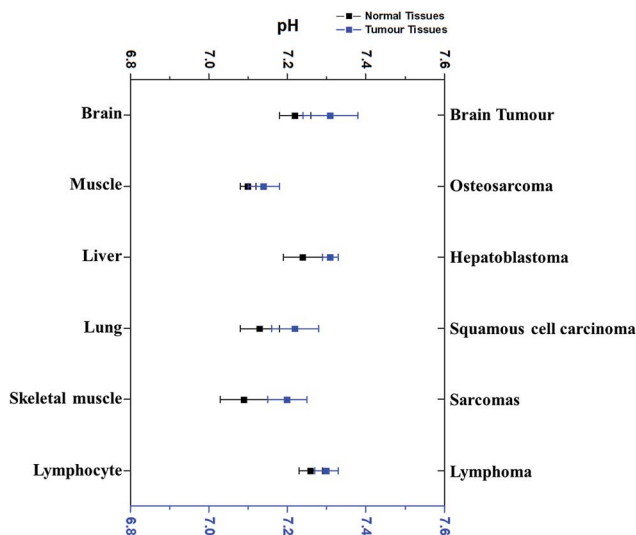 Normal Tissues
Tumour Tissues
pH
6.8 7.0 7.2 7.4 7.6
Brain Brain Tumour
Muscle Osteosarcoma
Liver Hepatoblastoma
Lung Squamous cell carcinoma
Skeletal muscle Sarcomas
Lymphocyte Lymphoma
6.8 7.0 7.2 7.4 7.6